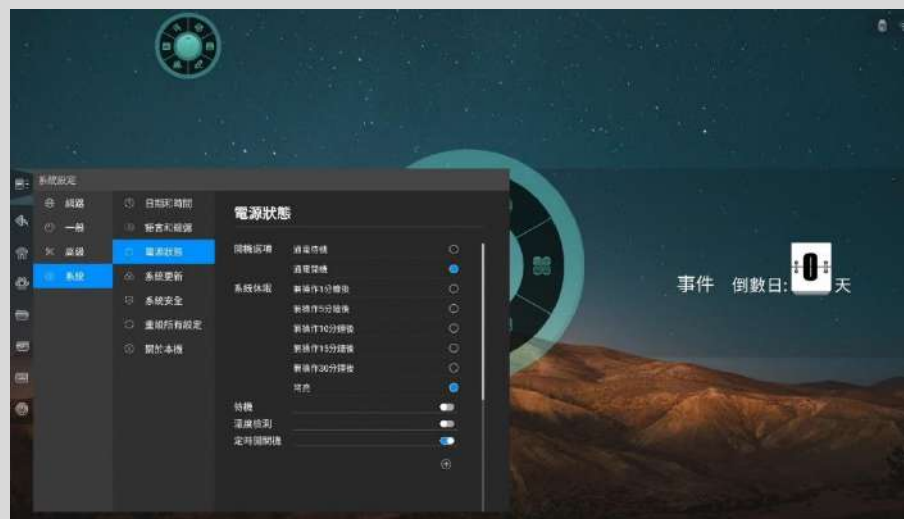 系統設定
網路
一般
高級
系統
日期和時間
語言和鍵盤
電源狀態
系統更新
系統安全
重設所有設定
關於本機
電源狀態
開機選項
通電待機
通電開機
系統休眠
無操作1分鐘後
無操作5分鐘後
無操作10分鐘後
無操作15分鐘後
無操作30分鐘後
常亮
待機
溫度檢測
定時開關機
事件 倒數日: 0 天